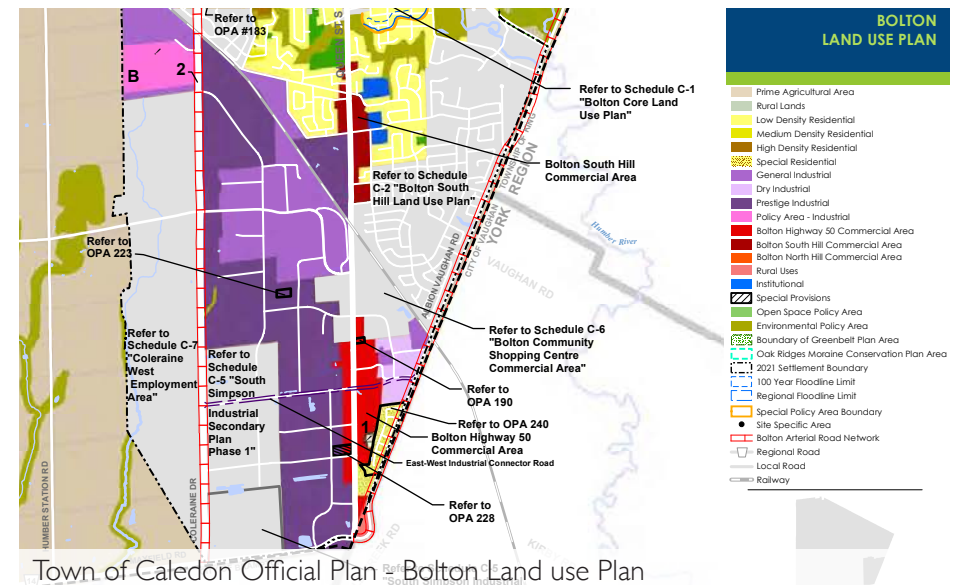 Refer to
OPA #183
QUEEN ST. S
BOLTON
LAND USE PLAN
B
2
Refer to Schedule C-1
"Bolton Core Land
Use Plan"
Bolton South Hill
Commercial Area
Refer to Schedule
C-2 "Bolton South
Hill Land Use Plan"
TOWNSHIP OF KING
CITY OF VAUGHAN
YORK REGION
ALBION VAUGHAN RD
VAUGHAN RD
Humber River
Refer to
OPA 223
Refer to
Schedule C-7
"Coleraine
West
Employment
Area"
Refer to
Schedule
C-5 "South
Simpson
Industrial
Secondary
Plan
Phase 1"
Refer to Schedule C-6
"Bolton Community
Shopping Centre
Commercial Area"
Refer to
OPA 190
1
Refer to OPA 240
Bolton Highway 50
Commercial Area
East-West Industrial Connector Road
Refer to
OPA 228
HUMBER STATION RD
COLERAINE DR
Prime Agricultural Area
Rural Lands
Low Density Residential
Medium Density Residential
High Density Residential
Special Residential
General Industrial
Dry Industrial
Prestige Industrial
Policy Area - Industrial
Bolton Highway 50 Commercial Area
Bolton South Hill Commercial Area
Bolton North Hill Commercial Area
Rural Uses
Institutional
Special Provisions
Open Space Policy Area
Environmental Policy Area
Boundary of Greenbelt Plan Area
Oak Ridges Moraine Conservation Plan Area
2021 Settlement Boundary
100 Year Floodline Limit
Regional Floodline Limit
Special Policy Area Boundary
Site Specific Area
Bolton Arterial Road Network
Regional Road
Local Road
Railway
Town of Caledon Official Plan - Bolton Land use Plan